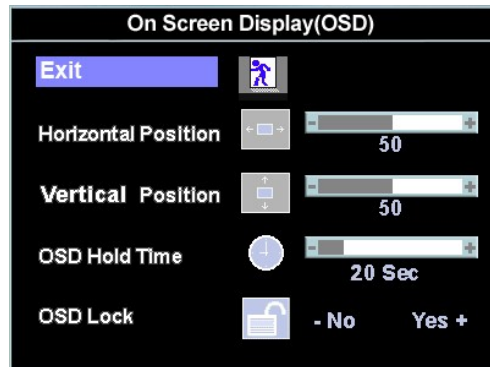 On Screen Display(OSD)
Exit
Horizontal Position
- +
50
Vertical Position
- +
50
OSD Hold Time
- +
20 Sec
OSD Lock - No Yes +